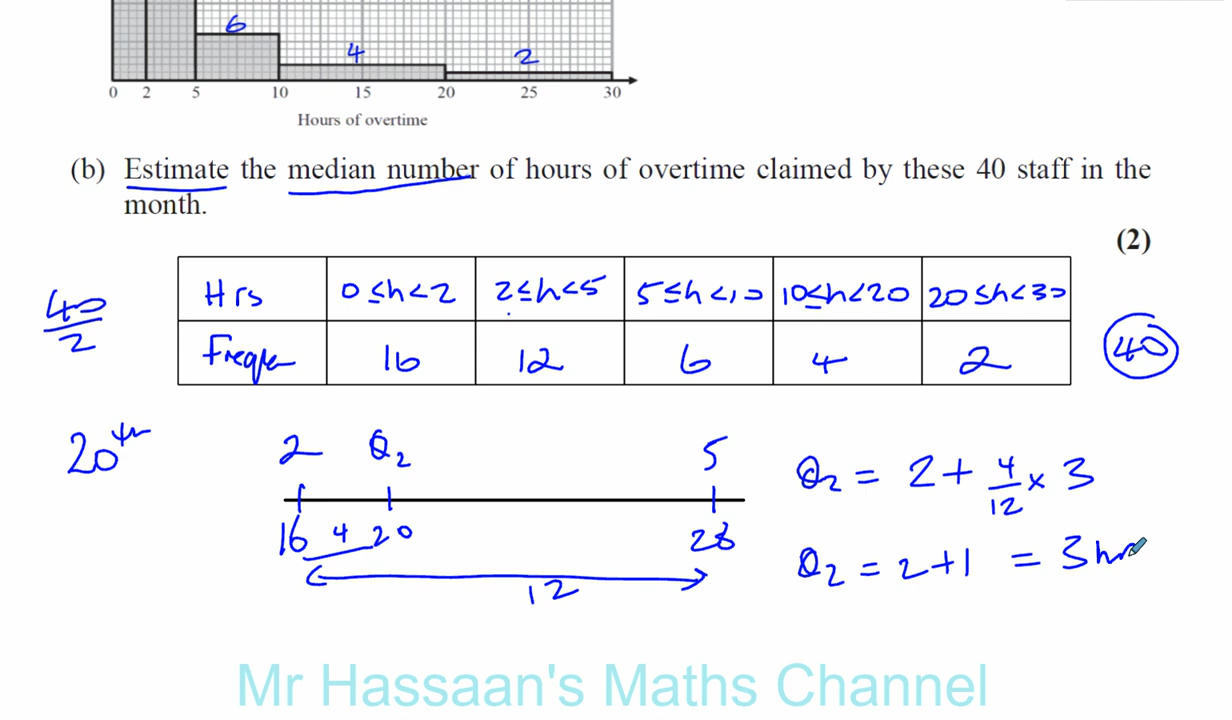 6
4
2
0 2 5 10 15 20 25 30
Hours of overtime
(b) Estimate the median number of hours of overtime claimed by these 40 staff in the
month.
(2)
40/2
Hrs 0≤h<2 2≤h<5 5≤h<10 10≤h<20 20≤h<30
16 12 6 4 2
40
20th
2 Q₂ 5
16 4 20 28
12
Q₂ = 2 + 4/12 × 3
Q₂ = 2+1 = 3hrs
Mr Hassaan's Maths Channel